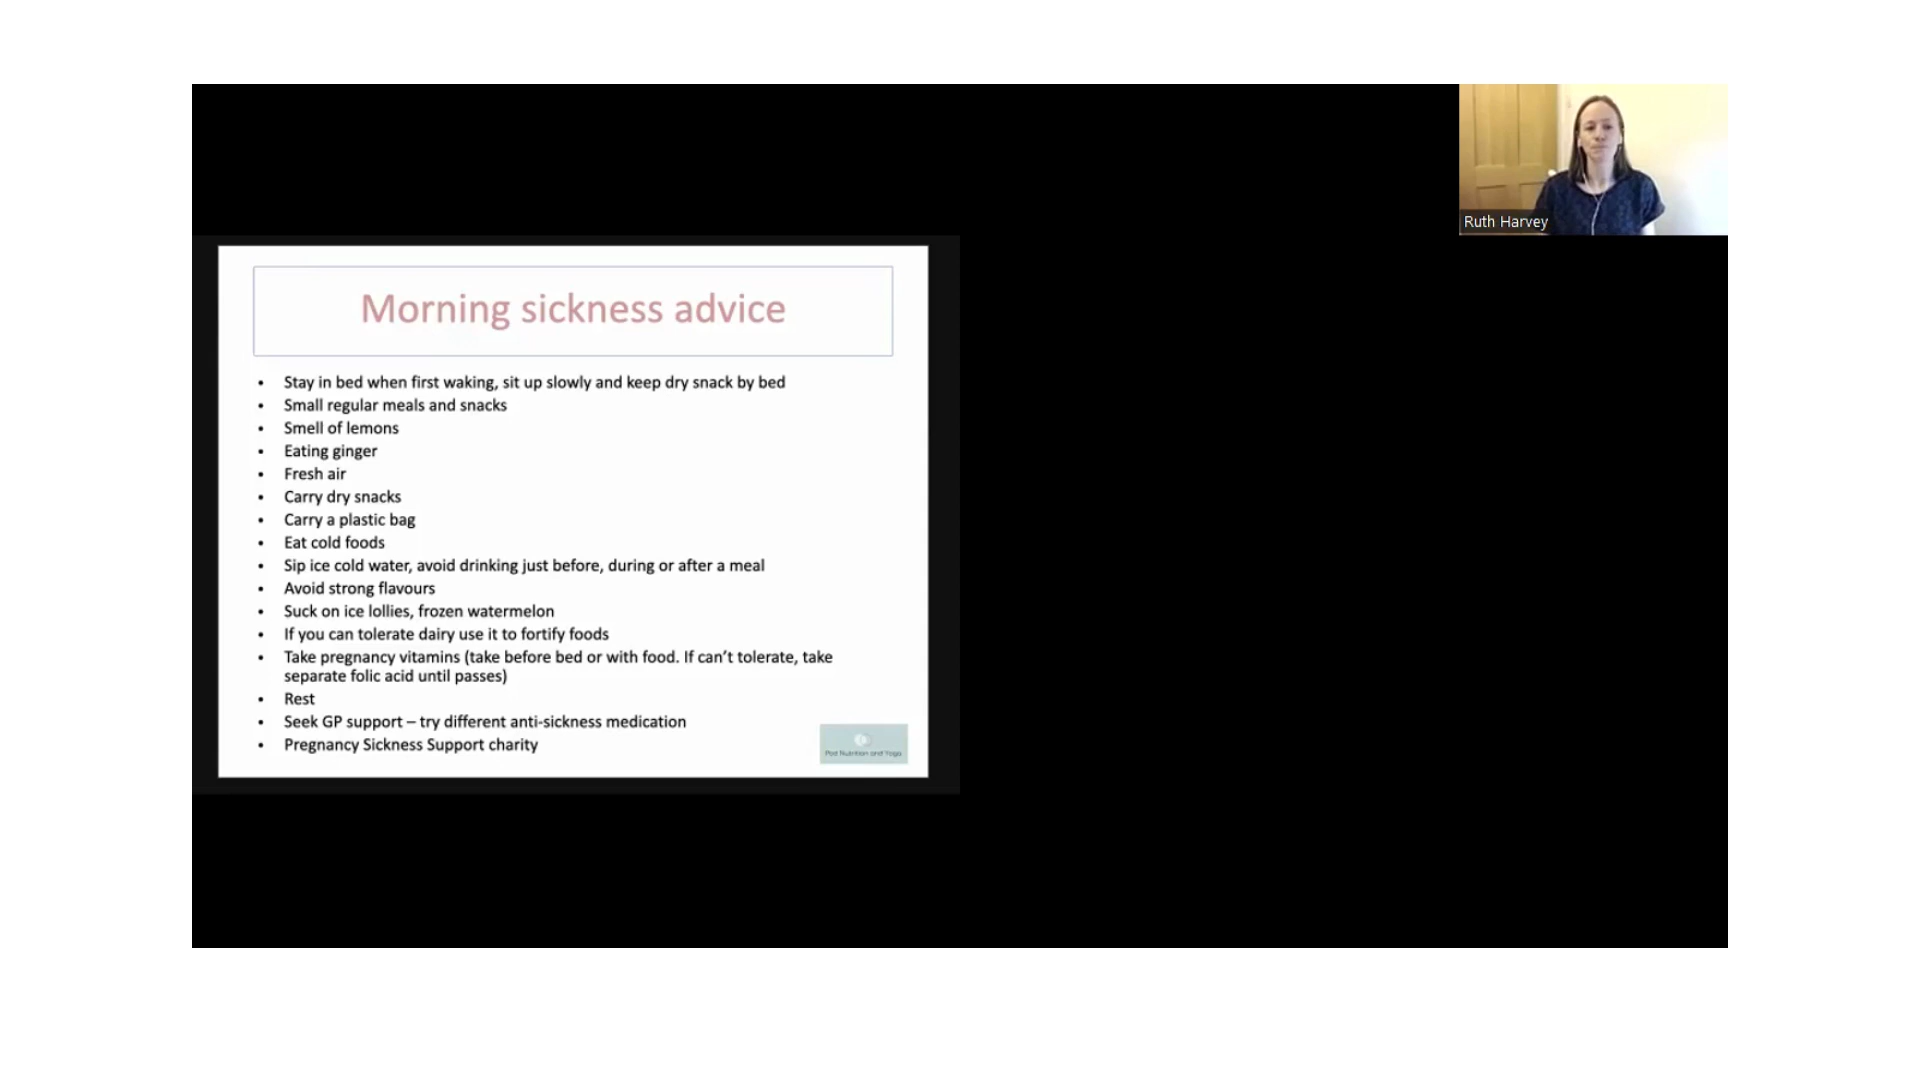 Ruth Harvey
Morning sickness advice
• Stay in bed when first waking, sit up slowly and keep dry snack by bed
• Small regular meals and snacks
• Smell of lemons
• Eating ginger
• Fresh air
• Carry dry snacks
• Carry a plastic bag
• Eat cold foods
• Sip ice cold water, avoid drinking just before, during or after a meal
• Avoid strong flavours
• Suck on ice lollies, frozen watermelon
• If you can tolerate dairy use it to fortify foods
• Take pregnancy vitamins (take before bed or with food. If can’t tolerate, take
separate folic acid until passes)
• Rest
• Seek GP support – try different anti-sickness medication
• Pregnancy Sickness Support charity
Pod Nutrition and Yoga